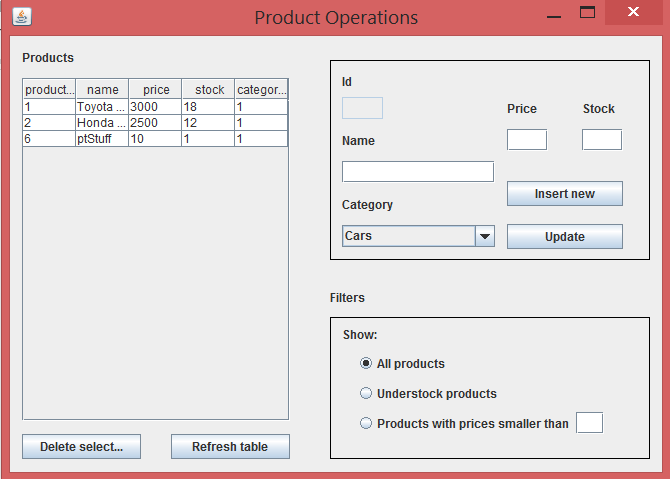 Product Operations
Products
product... name price stock categor...
1 Toyota ... 3000 18 1
2 Honda ... 2500 12 1
6 ptStuff 10 1 1
Delete select... Refresh table
Id
Price Stock
Name
Insert new
Category
Cars Update
Filters
Show:
All products
Understock products
Products with prices smaller than